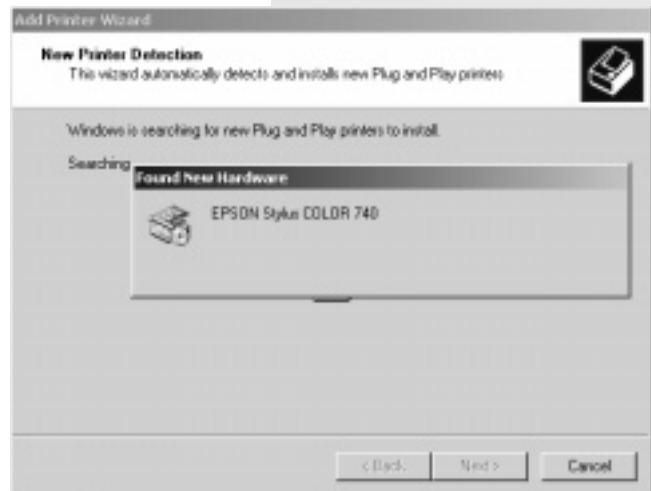 Add Printer Wizard
New Printer Detection
This wizard automatically detects and installs new Plug and Play printers
Windows is searching for new Plug and Play printers to install.
Searching
Found New Hardware
EPSON Stylus COLOR 740
< Back
Next >
Cancel